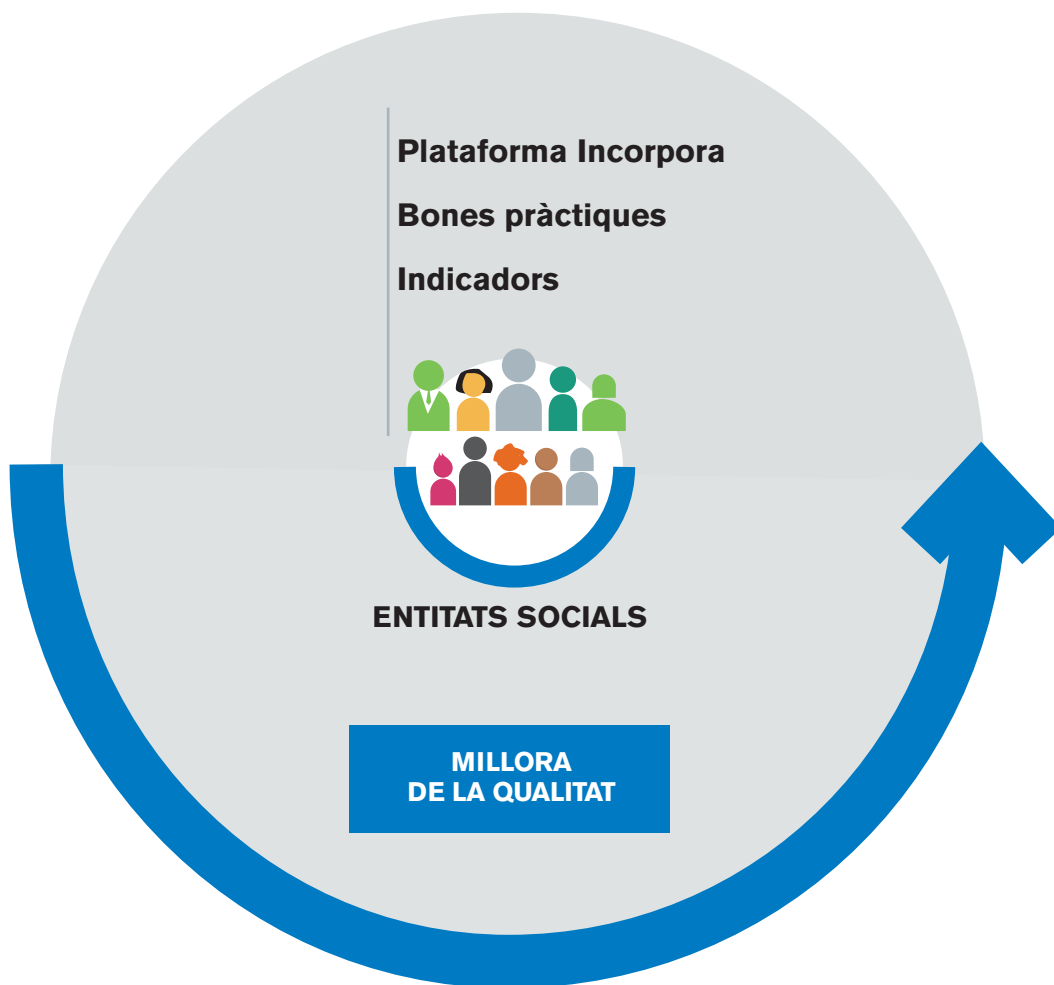 Plataforma Incorpora
Bones pràctiques
Indicadors
ENTITATS SOCIALS
MILLORA
DE LA QUALITAT